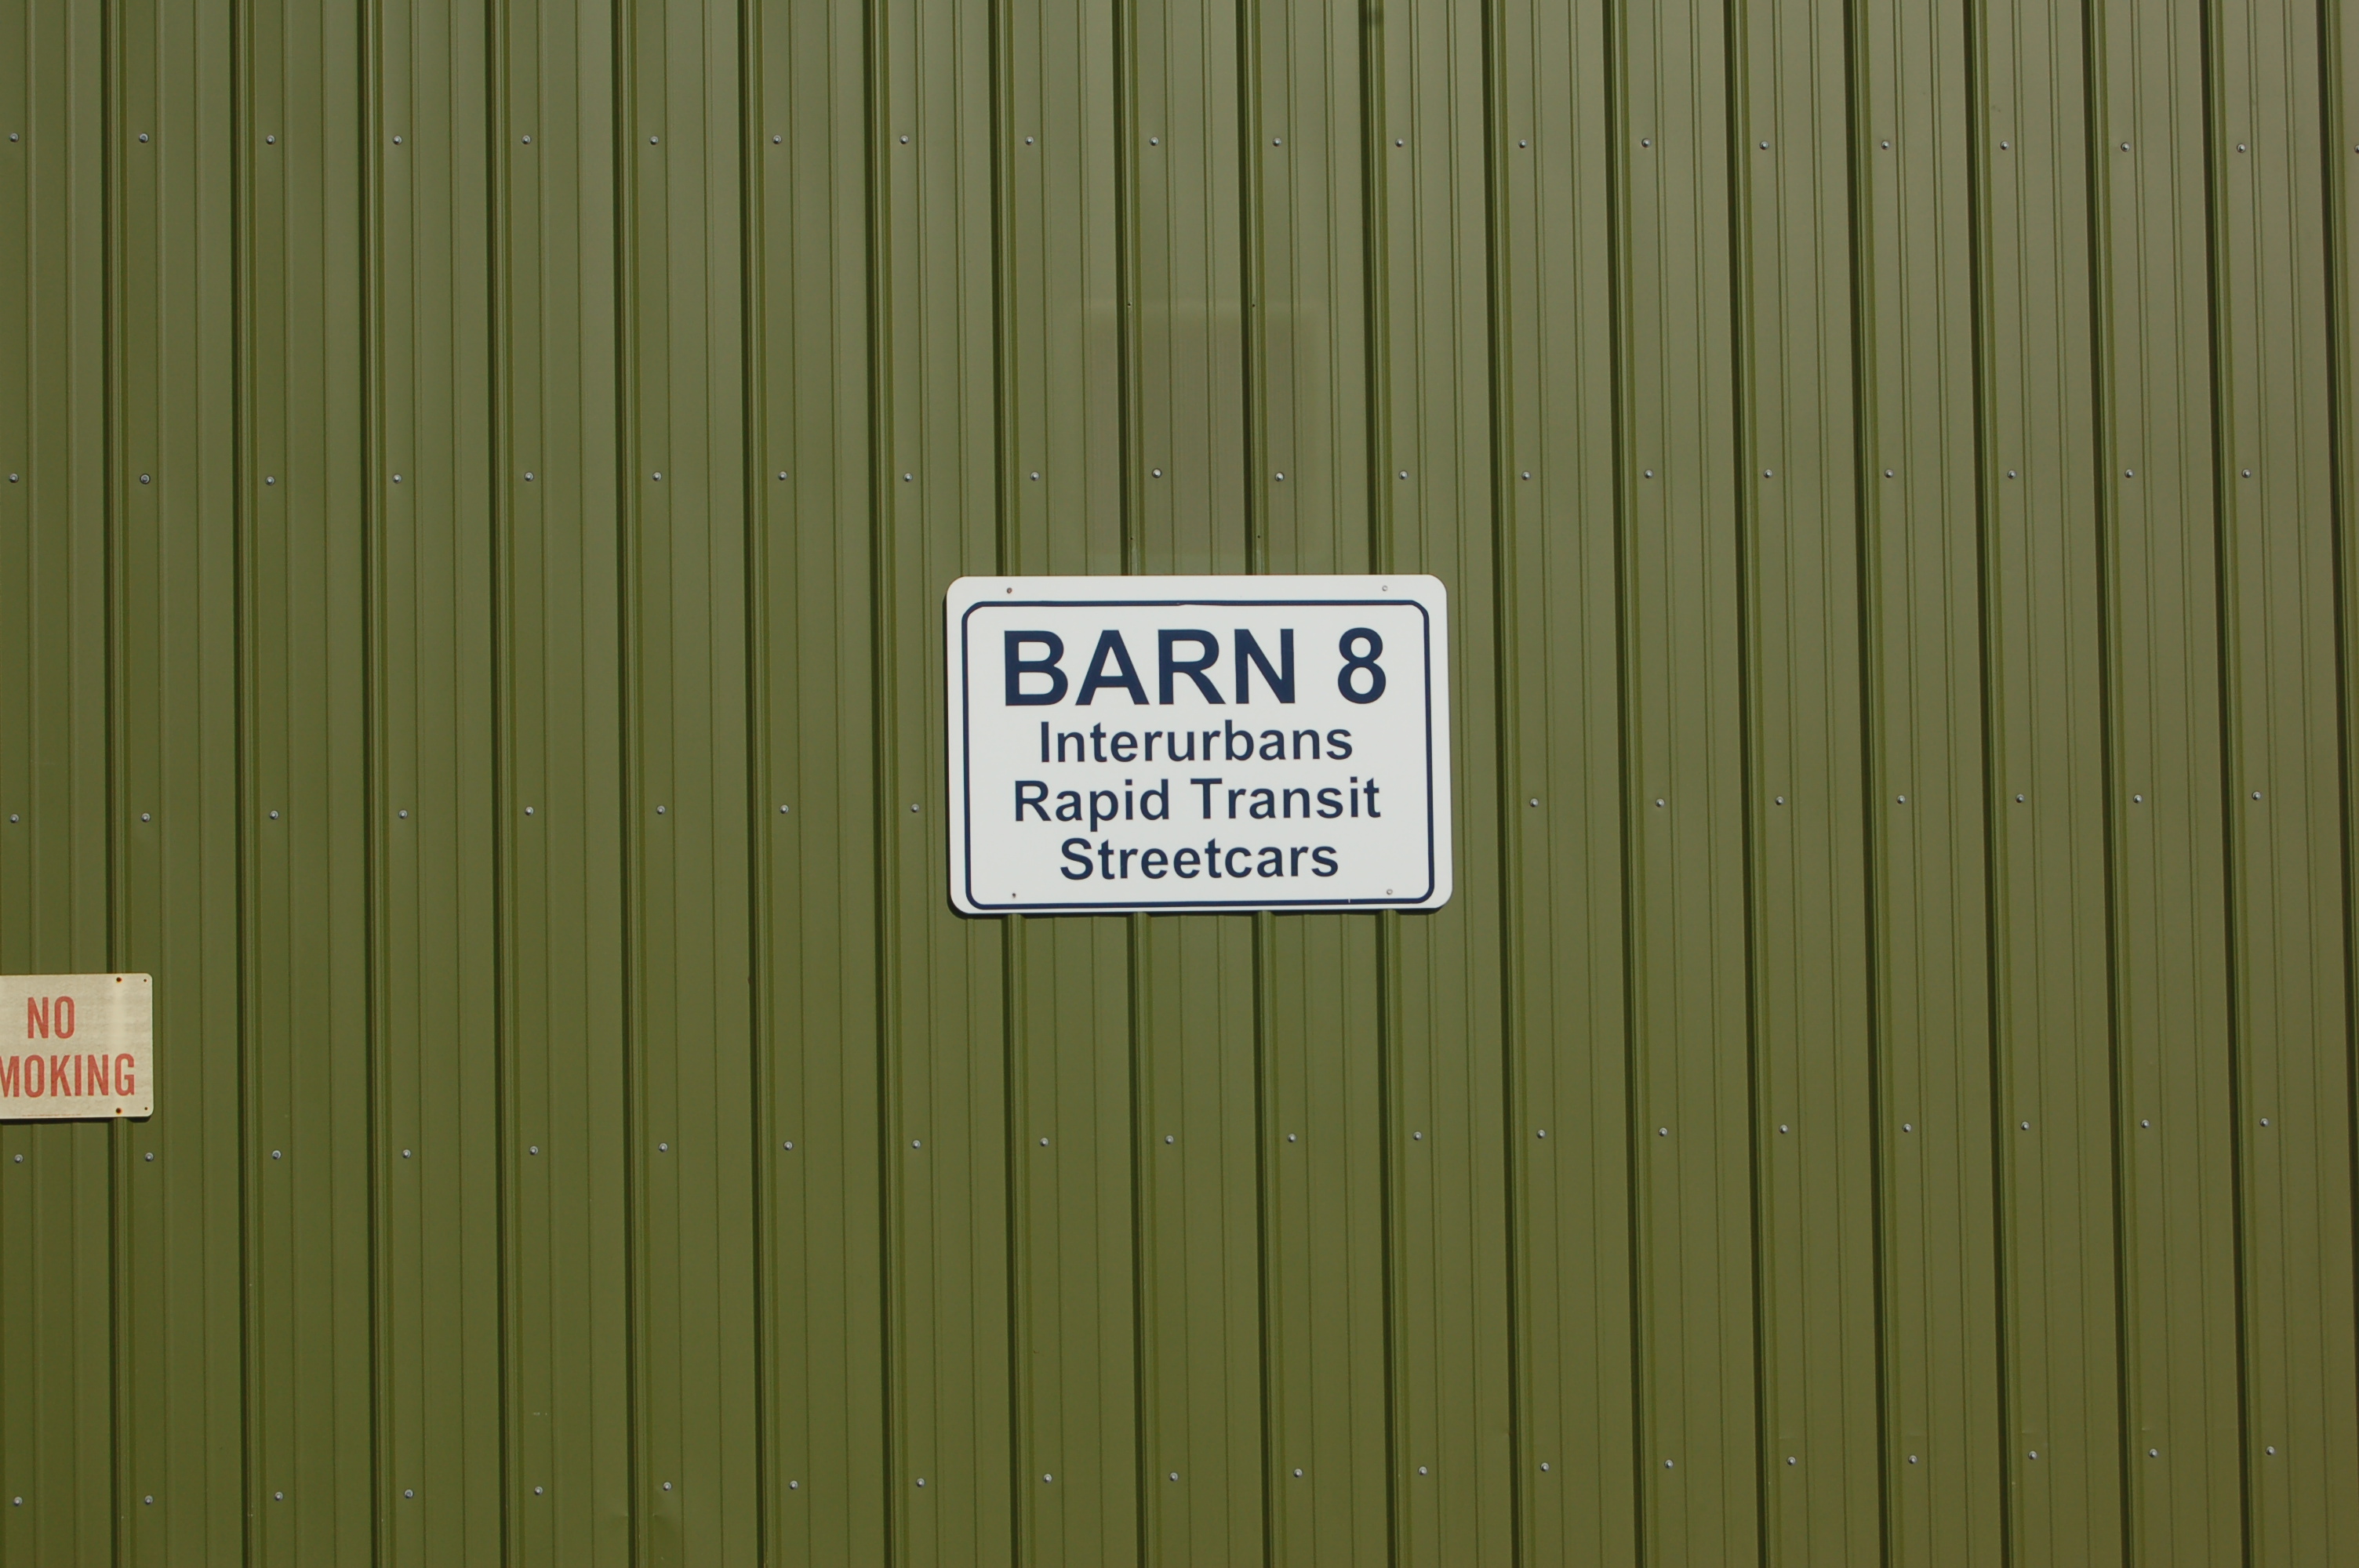 BARN 8
Interurbans
Rapid Transit
Streetcars
NO
MOKING